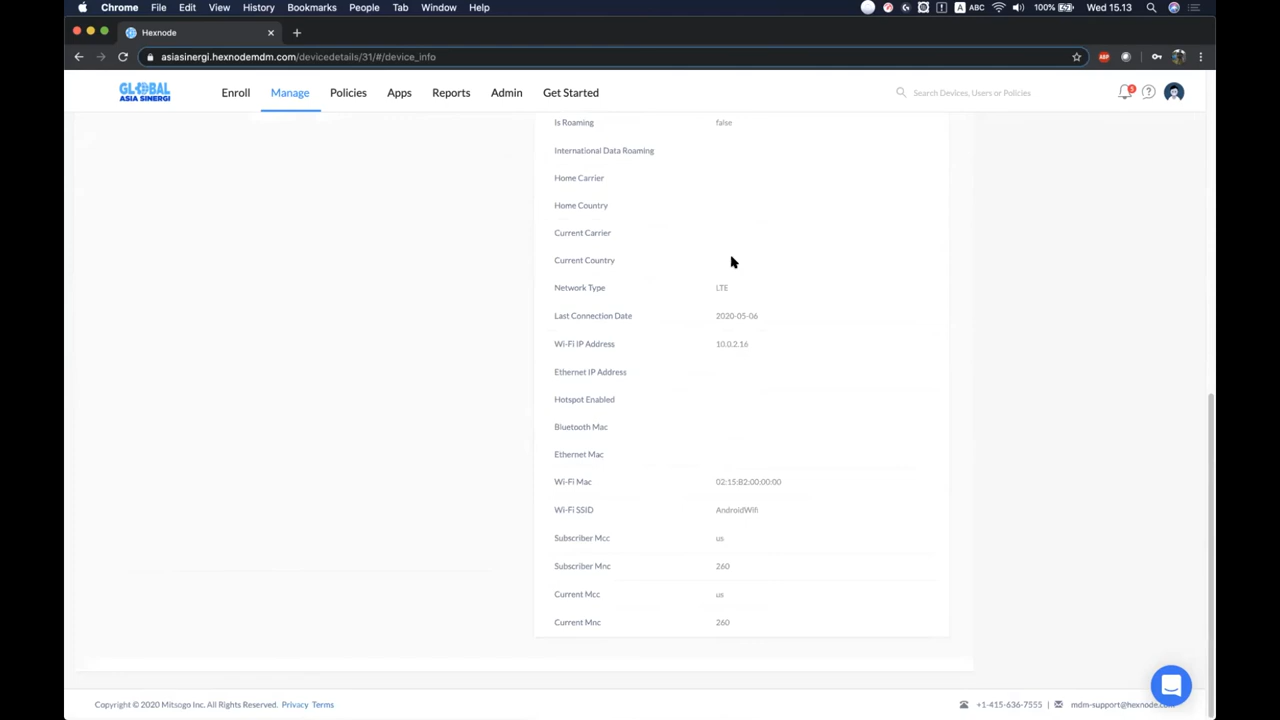 Chrome File Edit View History Bookmarks People Tab Window Help A ABC 100% Wed 15.13
Hexnode
asiasinergi.hexnodemdm.com/devicedetails/31/#/device_info
GLOBAL
ASIA SINERGI
Enroll Manage Policies Apps Reports Admin Get Started Search Devices, Users or Policies
Is Roaming false
International Data Roaming
Home Carrier
Home Country
Current Carrier
Current Country
Network Type LTE
Last Connection Date 2020-05-06
Wi-Fi IP Address 10.0.2.16
Ethernet IP Address
Hotspot Enabled
Bluetooth Mac
Ethernet Mac
Wi-Fi Mac 02:15:B2:00:00:00
Wi-Fi SSID AndroidWifi
Subscriber Mcc us
Subscriber Mnc 260
Current Mcc us
Current Mnc 260
Copyright © 2020 Mitsogo Inc. All Rights Reserved. Privacy Terms +1-415-636-7555 | mdm-support@hexnode.com